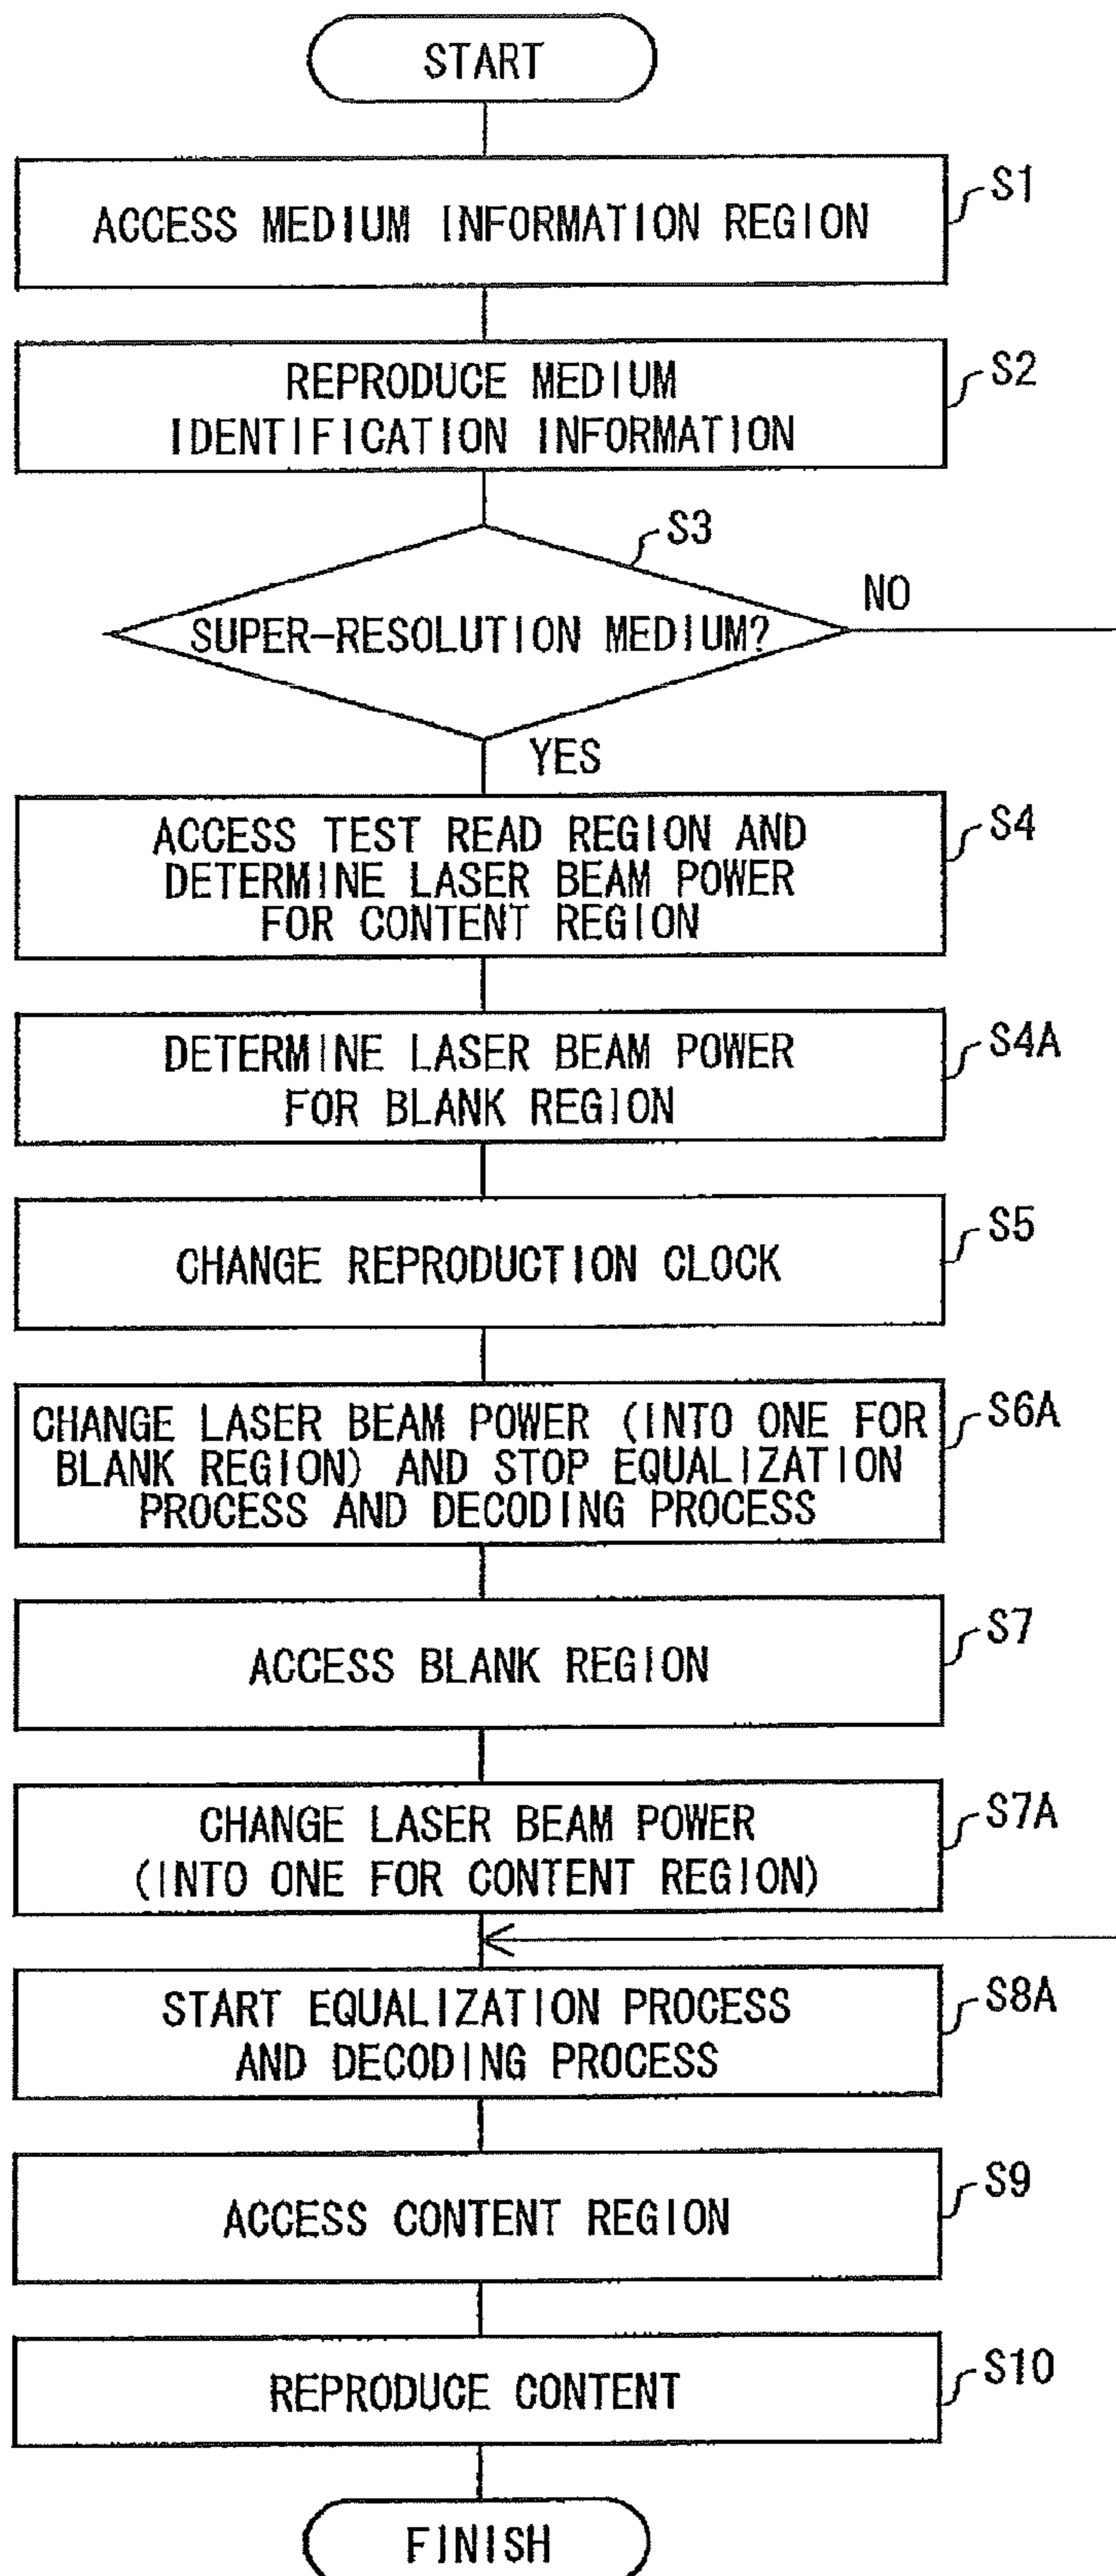 START
ACCESS MEDIUM INFORMATION REGION
S1
REPRODUCE MEDIUM
IDENTIFICATION INFORMATION
S2
S3
SUPER-RESOLUTION MEDIUM?
NO
YES
ACCESS TEST READ REGION AND
DETERMINE LASER BEAM POWER
FOR CONTENT REGION
S4
DETERMINE LASER BEAM POWER
FOR BLANK REGION
S4A
CHANGE REPRODUCTION CLOCK
S5
CHANGE LASER BEAM POWER (INTO ONE FOR
BLANK REGION) AND STOP EQUALIZATION
PROCESS AND DECODING PROCESS
S6A
ACCESS BLANK REGION
S7
CHANGE LASER BEAM POWER
(INTO ONE FOR CONTENT REGION)
S7A
START EQUALIZATION PROCESS
AND DECODING PROCESS
S8A
ACCESS CONTENT REGION
S9
REPRODUCE CONTENT
S10
FINISH